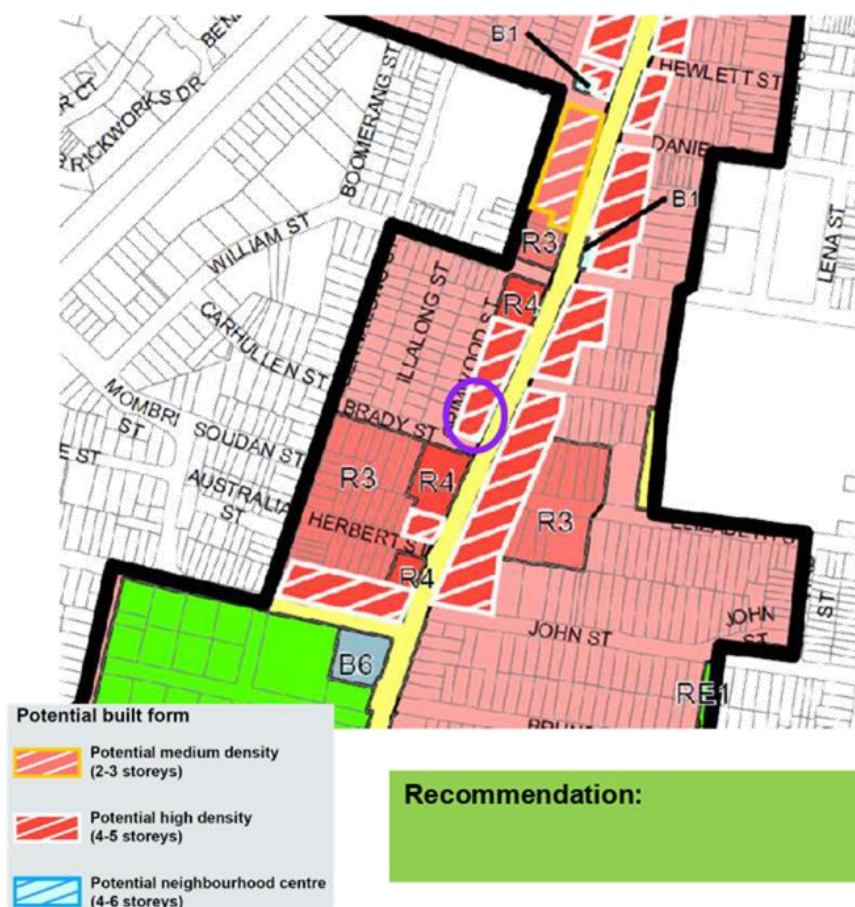 B1
HEWLETT ST
BRICKWORKS DR
BOOMERANG ST
DANIE
B1
WILLIAM ST
LENA ST
R3
ILLALONG ST
R4
CARHULLEN ST
MOMBRI
ST
SOUDAN ST
BRADY ST
AUSTRALIA
ST
R3
R4
R3
HERBERT S
R4
JOHN ST
JOHN
ST
B6
RE1
Potential built form
Potential medium density
(2-3 storeys)
Potential high density
(4-5 storeys)
Potential neighbourhood centre
(4-6 storeys)
Recommendation: